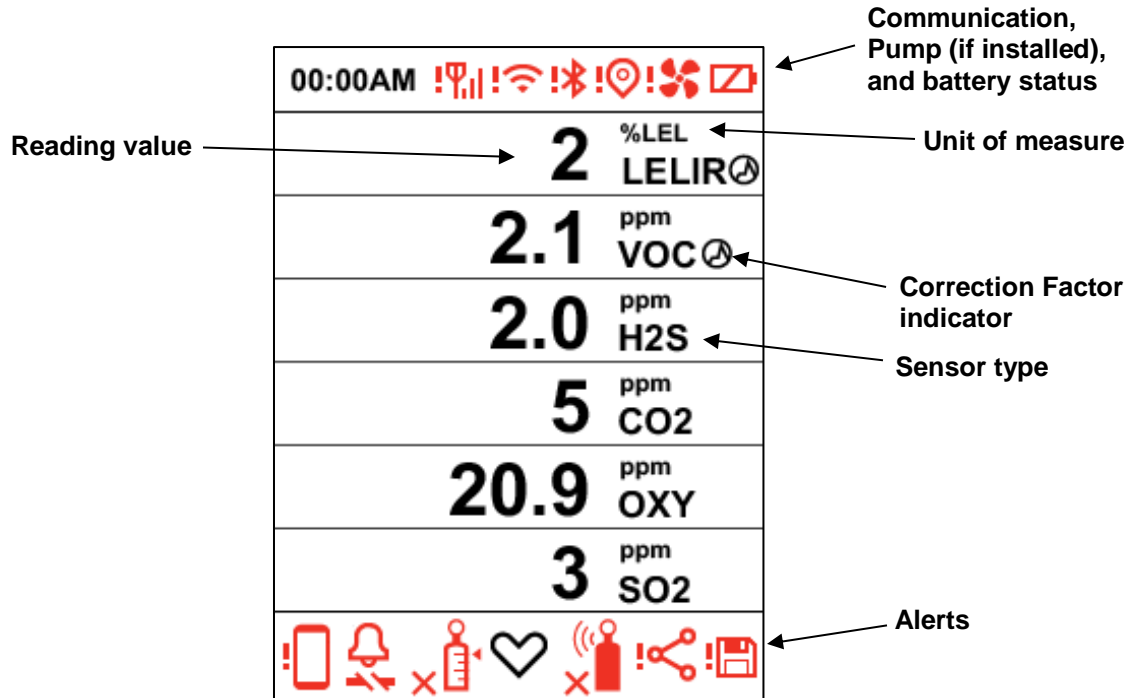 Communication,
Pump (if installed),
and battery status
00:00AM
Reading value
2
%LEL
LELIR
Unit of measure
2.1
ppm
VOC
Correction Factor
indicator
2.0
ppm
H2S
Sensor type
5
ppm
CO2
20.9
ppm
OXY
3
ppm
SO2
Alerts